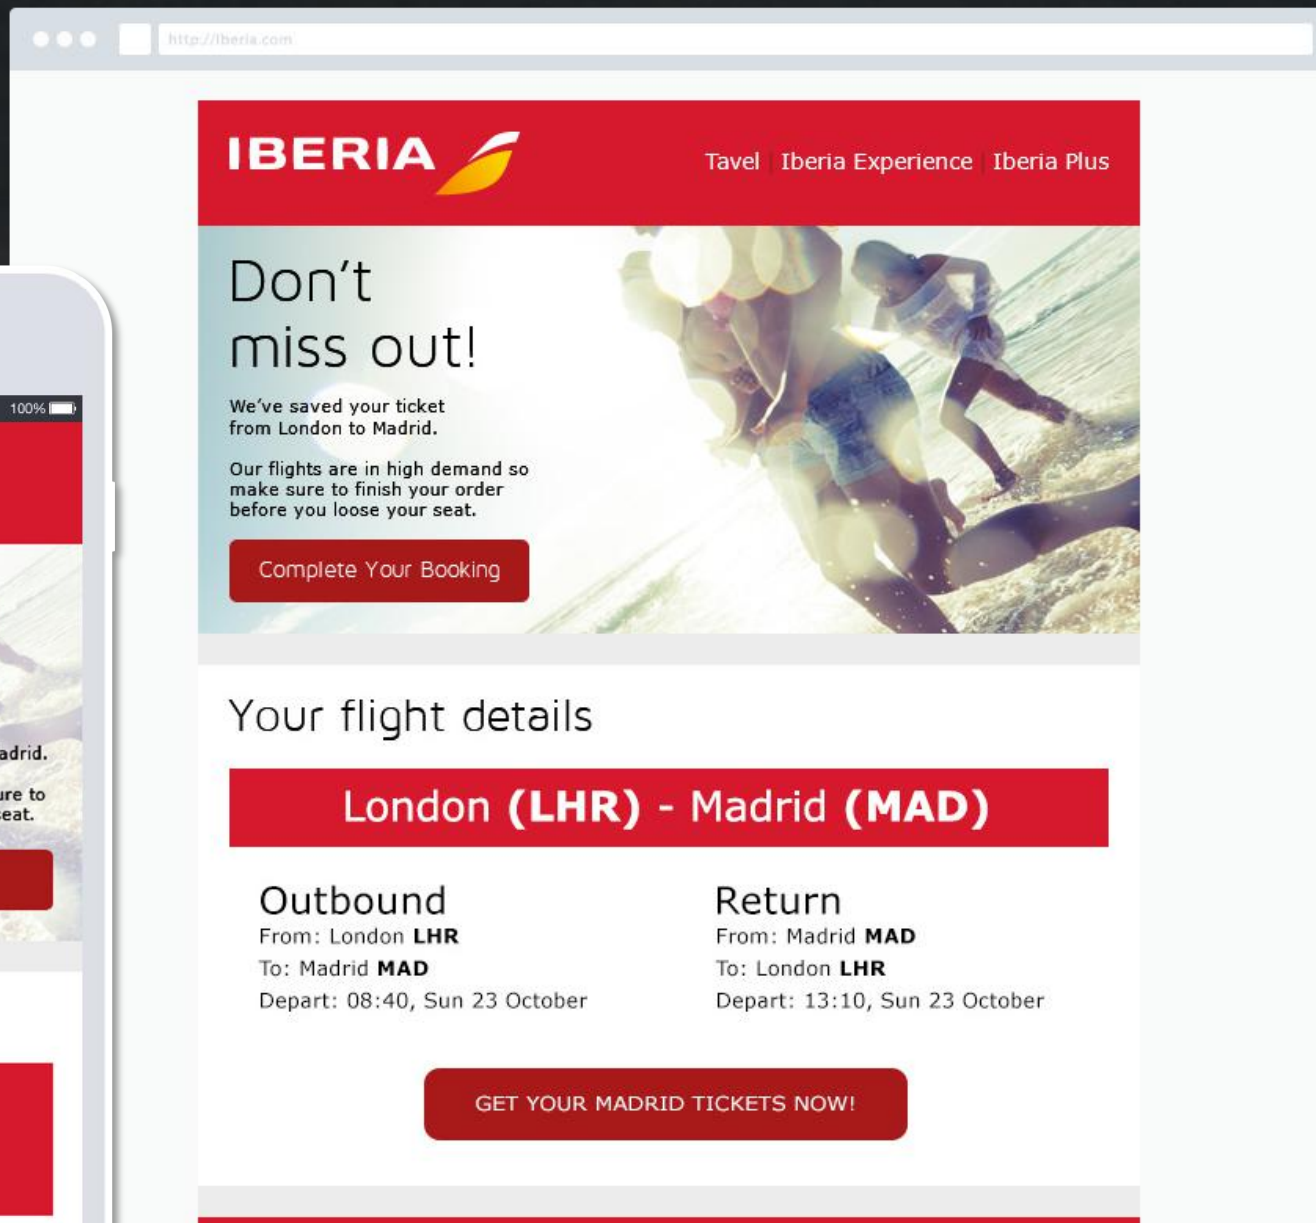 http://Iberia.com
IBERIA
Tavel | Iberia Experience | Iberia Plus
Don't
miss out!
We've saved your ticket
from London to Madrid.
Our flights are in high demand so
make sure to finish your order
before you loose your seat.
Complete Your Booking
Your flight details
London (LHR) - Madrid (MAD)
Outbound
From: London LHR
To: Madrid MAD
Depart: 08:40, Sun 23 October
Return
From: Madrid MAD
To: London LHR
Depart: 13:10, Sun 23 October
GET YOUR MADRID TICKETS NOW!
100%
adrid.
ure to
eat.